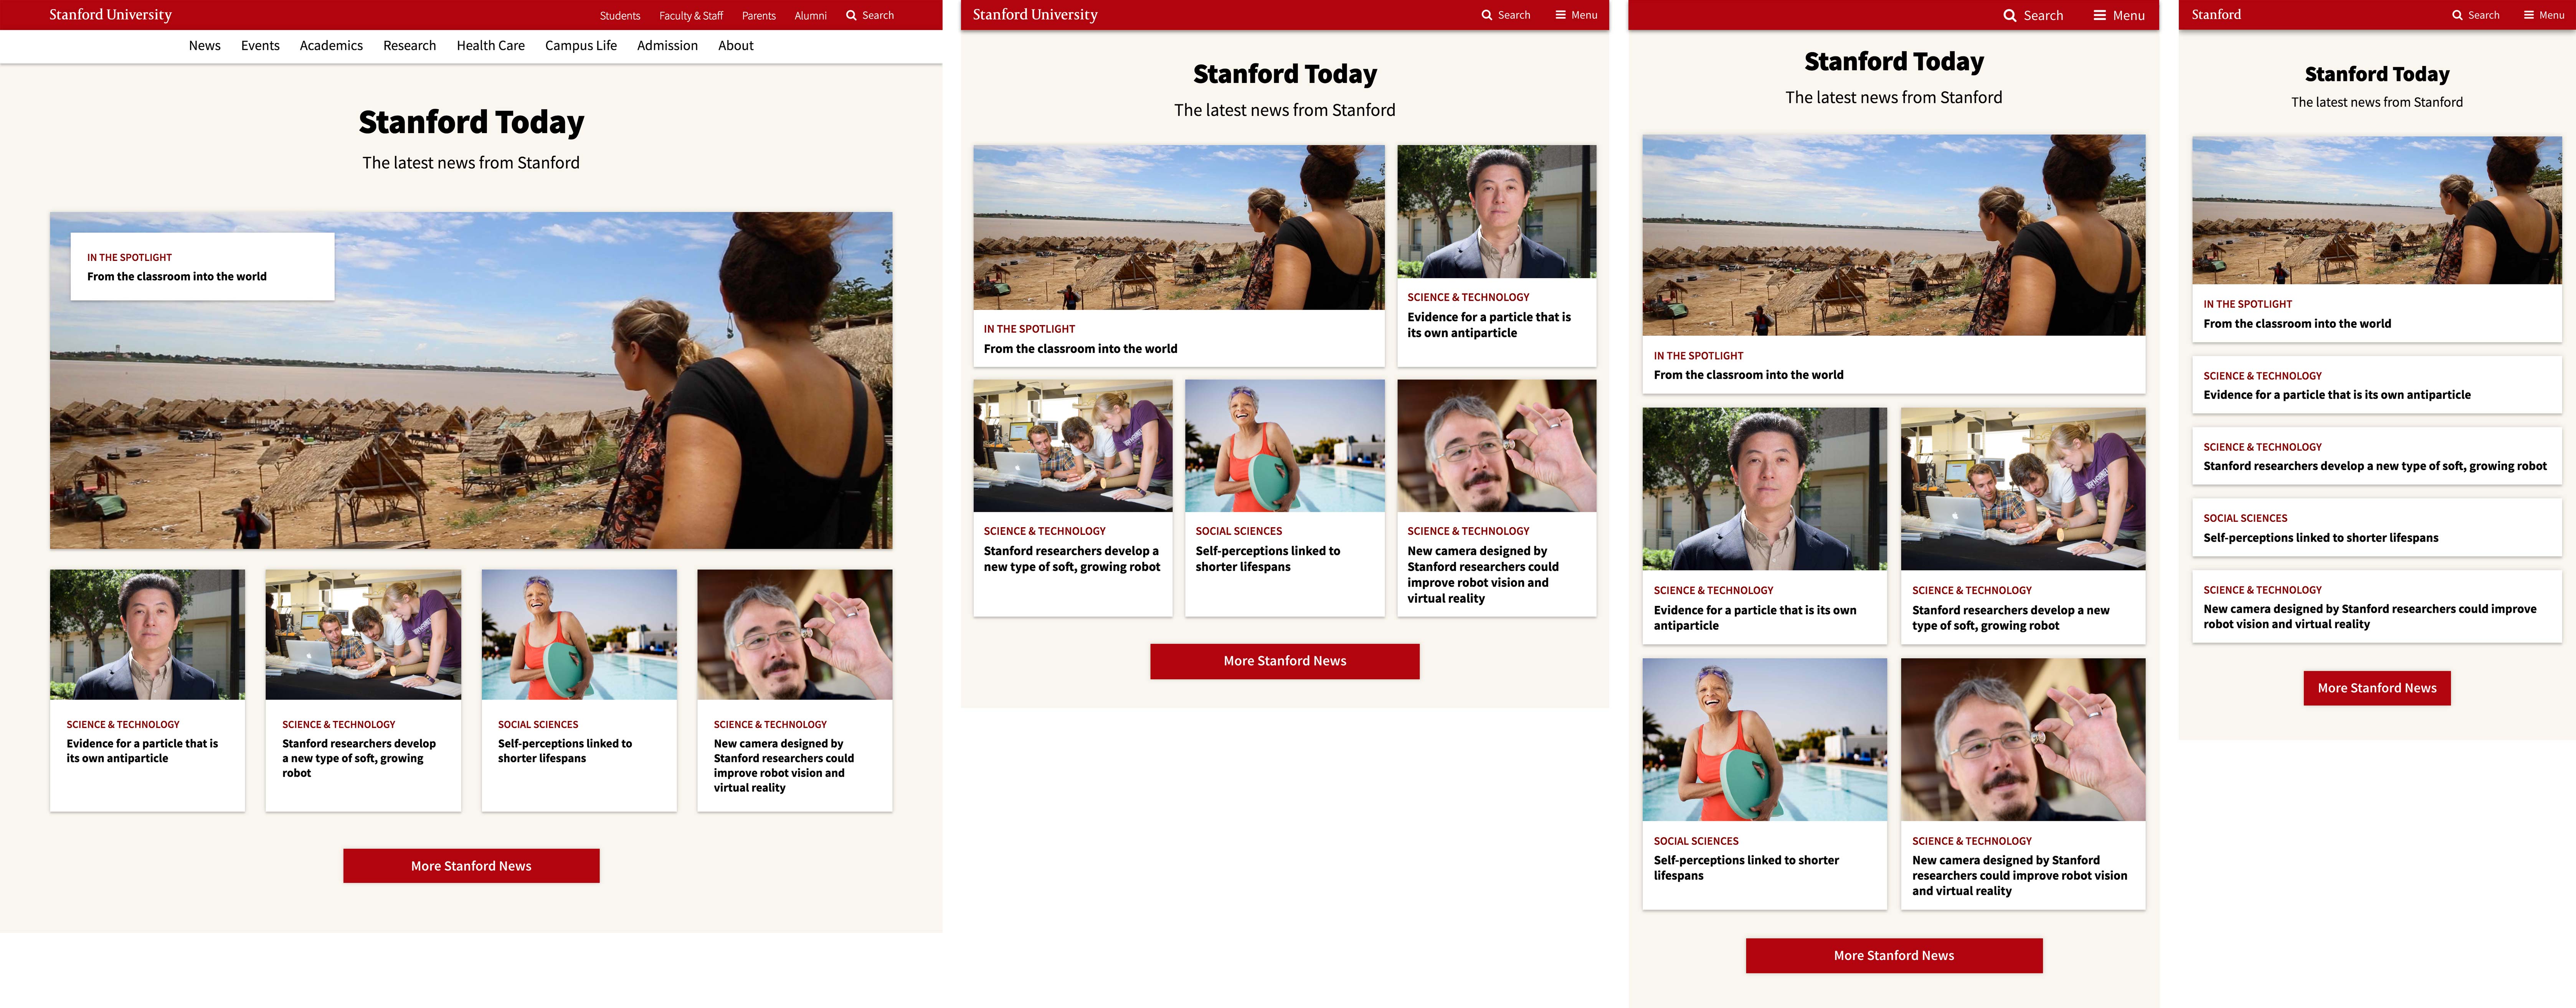 Stanford University
Students Faculty & Staff Parents Alumni Search
News Events Academics Research Health Care Campus Life Admission About
Stanford Today
The latest news from Stanford
IN THE SPOTLIGHT
From the classroom into the world
SCIENCE & TECHNOLOGY
Evidence for a particle that is
its own antiparticle
SCIENCE & TECHNOLOGY
Stanford researchers develop
a new type of soft, growing
robot
SOCIAL SCIENCES
Self-perceptions linked to
shorter lifespans
SCIENCE & TECHNOLOGY
New camera designed by
Stanford researchers could
improve robot vision and
virtual reality
More Stanford News
Stanford University
Search Menu
Stanford Today
The latest news from Stanford
IN THE SPOTLIGHT
From the classroom into the world
SCIENCE & TECHNOLOGY
Evidence for a particle that is
its own antiparticle
SCIENCE & TECHNOLOGY
Stanford researchers develop a
new type of soft, growing robot
SOCIAL SCIENCES
Self-perceptions linked to
shorter lifespans
SCIENCE & TECHNOLOGY
New camera designed by
Stanford researchers could
improve robot vision and
virtual reality
More Stanford News
Search Menu
Stanford Today
The latest news from Stanford
IN THE SPOTLIGHT
From the classroom into the world
SCIENCE & TECHNOLOGY
Evidence for a particle that is its own
antiparticle
SCIENCE & TECHNOLOGY
Stanford researchers develop a new
type of soft, growing robot
SOCIAL SCIENCES
Self-perceptions linked to shorter
lifespans
SCIENCE & TECHNOLOGY
New camera designed by Stanford
researchers could improve robot vision
and virtual reality
More Stanford News
Stanford
Search Menu
Stanford Today
The latest news from Stanford
IN THE SPOTLIGHT
From the classroom into the world
SCIENCE & TECHNOLOGY
Evidence for a particle that is its own antiparticle
SCIENCE & TECHNOLOGY
Stanford researchers develop a new type of soft, growing robot
SOCIAL SCIENCES
Self-perceptions linked to shorter lifespans
SCIENCE & TECHNOLOGY
New camera designed by Stanford researchers could improve
robot vision and virtual reality
More Stanford News